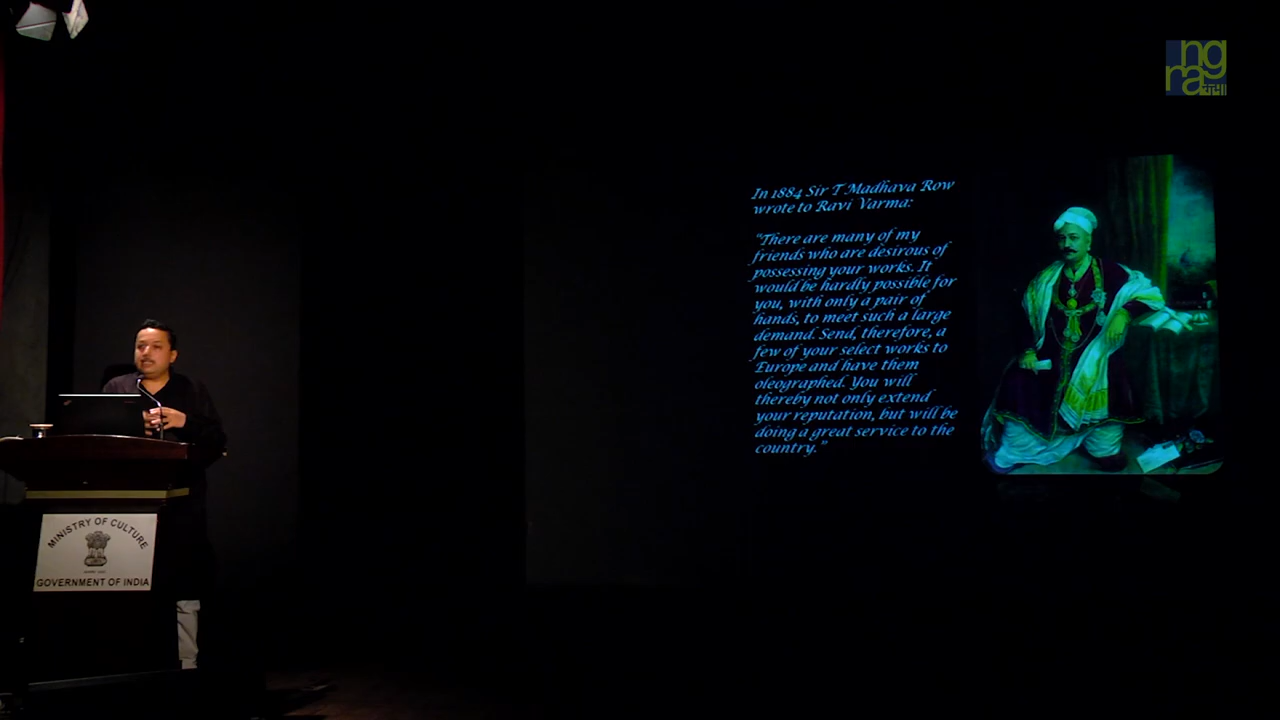 ng
ra
In 1884 Sir T Madhava Row
wrote to Ravi Varma:
“There are many of my
friends who are desirous of
possessing your works. It
would be hardly possible for
you, with only a pair of
hands, to meet such a large
demand. Send, therefore, a
few of your select works to
Europe and have them
oleographed. You will
thereby not only extend
your reputation, but will be
doing a great service to the
country.”
MINISTRY OF CULTURE
GOVERNMENT OF INDIA